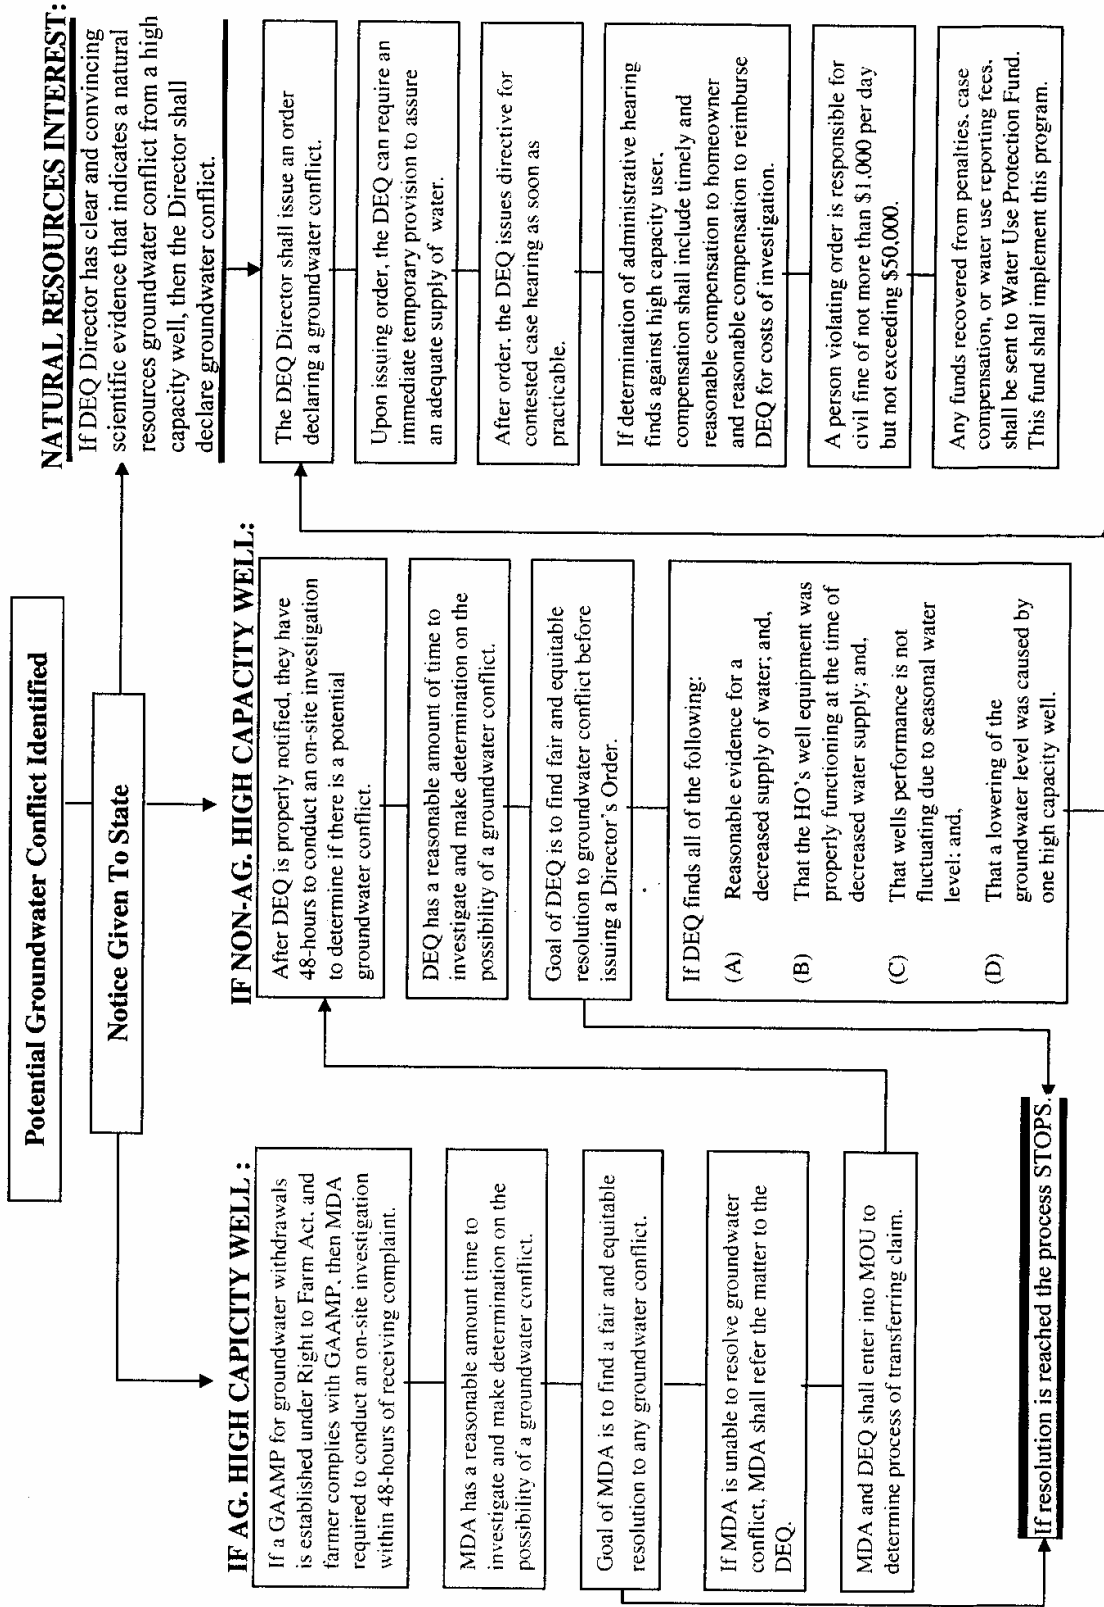 Potential Groundwater Conflict Identified
Notice Given To State
IF AG. HIGH CAPICITY WELL :
If a GAAMP for groundwater withdrawals
is established under Right to Farm Act. and
farmer complies with GAAMP. then MDA
required to conduct an on-site investigation
within 48-hours of receiving complaint.
MDA has a reasonable amount time to
investigate and make determination on the
possibility of a groundwater conflict.
Goal of MDA is to find a fair and equitable
resolution to any groundwater conflict.
If MDA is unable to resolve groundwater
conflict, MDA shall refer the matter to the
DEQ.
MDA and DEQ shall enter into MOU to
determine process of transferring claim.
If resolution is reached the process STOPS.
IF NON-AG. HIGH CAPACITY WELL:
After DEQ is properly notified, they have
48-hours to conduct an on-site investigation
to determine if there is a potential
groundwater conflict.
DEQ has a reasonable amount of time to
investigate and make determination on the
possibility of a groundwater conflict.
Goal of DEQ is to find fair and equitable
resolution to groundwater conflict before
issuing a Director's Order.
If DEQ finds all of the following:
(A) Reasonable evidence for a
decreased supply of water; and,
(B) That the HO's well equipment was
properly functioning at the time of
decreased water supply; and,
(C) That wells performance is not
fluctuating due to seasonal water
level: and,
(D) That a lowering of the
groundwater level was caused by
one high capacity well.
NATURAL RESOURCES INTEREST:
If DEQ Director has clear and convincing
scientific evidence that indicates a natural
resources groundwater conflict from a high
capacity well, then the Director shall
declare groundwater conflict.
The DEQ Director shall issue an order
declaring a groundwater conflict.
Upon issuing order, the DEQ can require an
immediate temporary provision to assure
an adequate supply of water.
After order, the DEQ issues directive for
contested case hearing as soon as
practicable.
If determination of administrative hearing
finds against high capacity user,
compensation shall include timely and
reasonable compensation to homeowner
and reasonable compensation to reimburse
DEQ for costs of investigation.
A person violating order is responsible for
civil fine of not more than $1,000 per day
but not exceeding $50,000.
Any funds recovered from penalties. case
compensation, or water use reporting fees.
shall be sent to Water Use Protection Fund.
This fund shall implement this program.